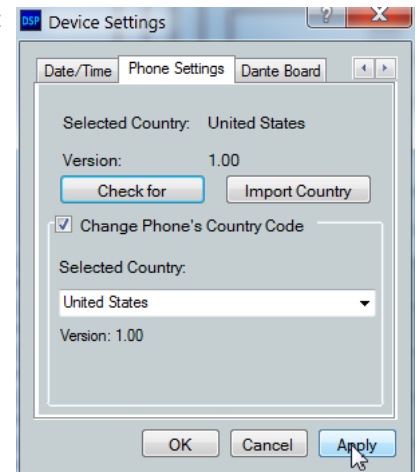 DSP Device Settings
Date/Time Phone Settings Dante Board
Selected Country: United States
Version: 1.00
Check for Import Country
Change Phone's Country Code
Selected Country:
United States
Version: 1.00
OK Cancel Apply